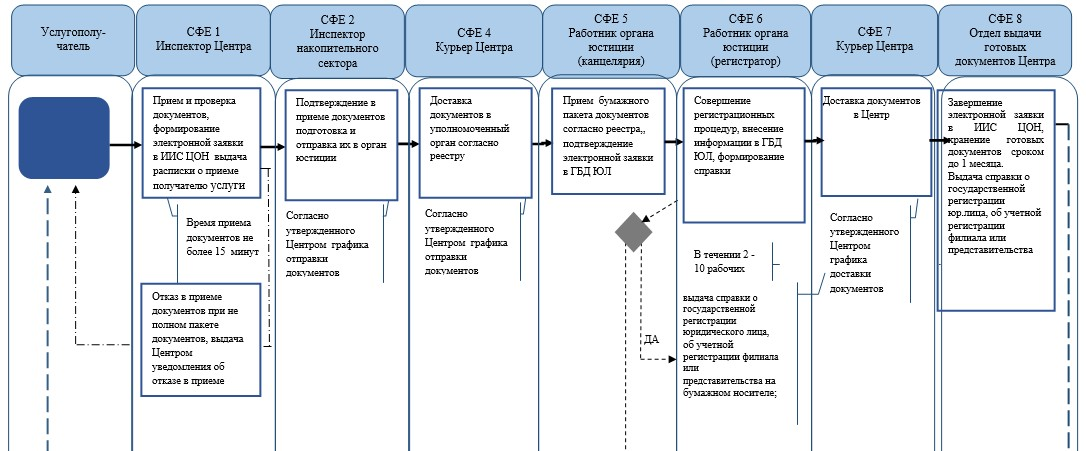 Услугополу-
чатель
СФЕ 1
Инспектор Центра
СФЕ 2
Инспектор
накопительного
сектора
СФЕ 4
Курьер Центра
СФЕ 5
Работник органа
юстиции
(канцелярия)
СФЕ 6
Работник органа
юстиции
(регистратор)
СФЕ 7
Курьер Центра
СФЕ 8
Отдел выдачи
готовых
документов Центра
Прием и проверка
документов,
формирование
электронной заявки
в ИИС ЦОН выдача
расписки о приеме
получателю услуги
Время приема
документов не
более 15 минут
Отказ в приеме
документов при не
полном пакете
документов, выдача
Центром
уведомления об
отказе в приеме
Подтверждение в
приеме документов
подготовка и
отправка их в орган
юстиции
Согласно
утвержденного
Центром графика
отправки
документов
Доставка
документов в
уполномоченный
орган согласно
реестру
Согласно
утвержденного
Центром графика
отправки
документов
Прием бумажного
пакета документов
согласно реестра,,
подтверждение
электронной заявки
в ГБД ЮЛ
ДА
Совершение
регистрационных
процедур, внесение
информации в ГБД
ЮЛ, формирование
справки
В течении 2 -
10 рабочих
выдача справки о
государственной
регистрации
юридического лица,
об учетной
регистрации филиала
или
представительства на
бумажном носителе;
Доставка документов
в Центр
Согласно
утвержденного
Центром
графика
доставки
документов
Завершение
электронной заявки
в ИИС ЦОН,
хранение готовых
документов сроком
до 1 месяца.
Выдача справки о
государственной
регистрации
юр.лица, об учетной
регистрации
филиала или
представительства